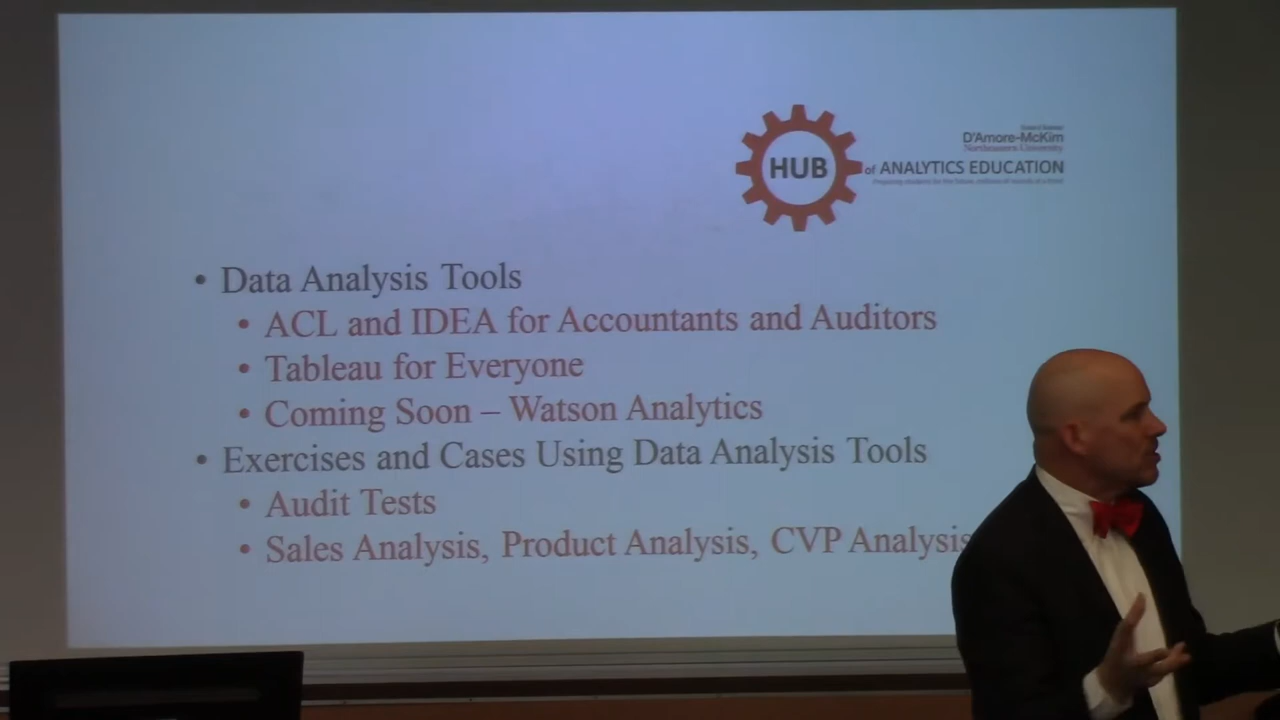 D'Amore-McKim
Northeastern University
HUB of ANALYTICS EDUCATION
• Data Analysis Tools
• ACL and IDEA for Accountants and Auditors
• Tableau for Everyone
• Coming Soon – Watson Analytics
• Exercises and Cases Using Data Analysis Tools
• Audit Tests
• Sales Analysis, Product Analysis, CVP Analysis